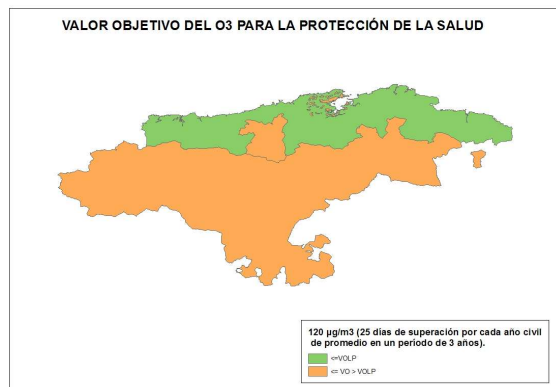 VALOR OBJETIVO DEL O3 PARA LA PROTECCIÓN DE LA SALUD
120 µg/m3 (25 días de superación por cada año civil
de promedio en un período de 3 años).
<=VOLP
<= VO > VOLP